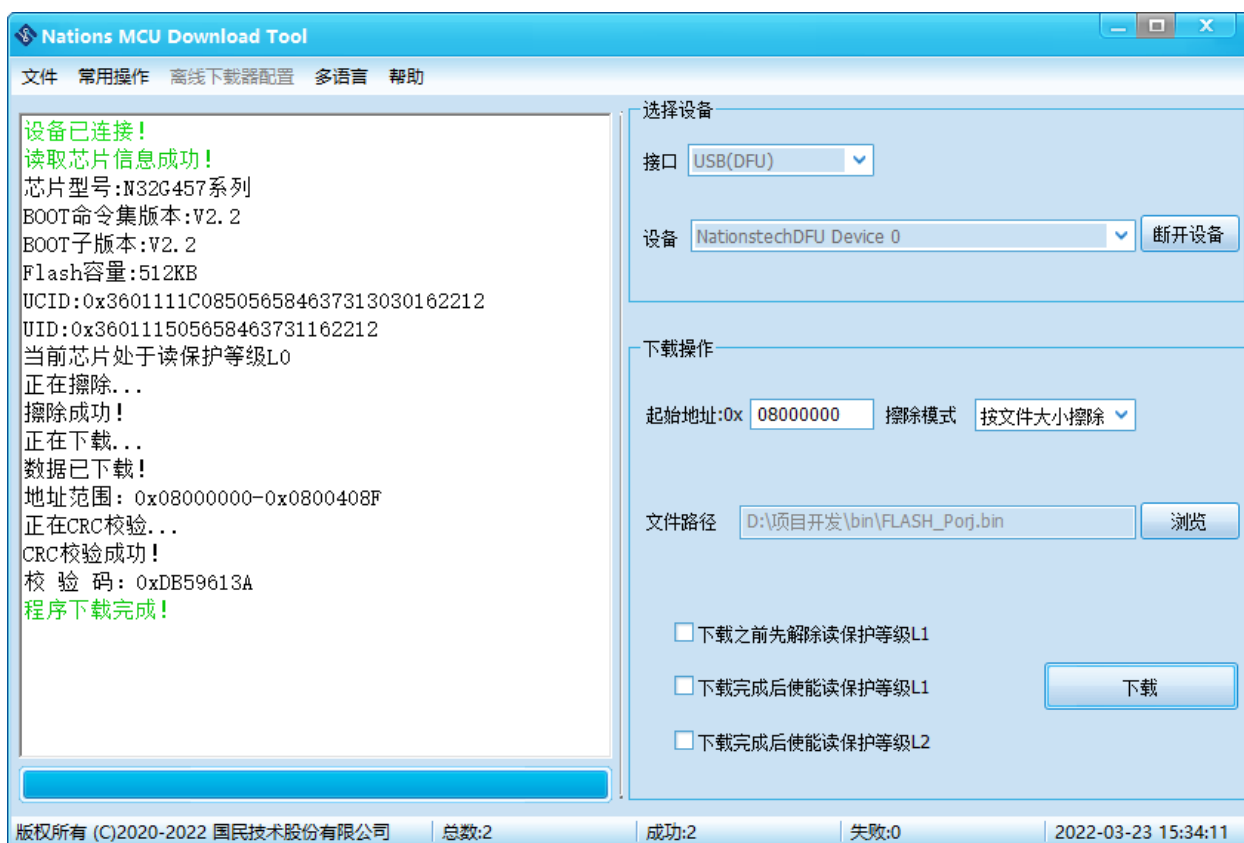 Nations MCU Download Tool
文件 常用操作 离线下载器配置 多语言 帮助
设备已连接!
读取芯片信息成功!
芯片型号:N32G457系列
BOOT命令集版本:V2.2
BOOT子版本:V2.2
Flash容量:512KB
UCID:0x3601111C085056584637313030162212
UID:0x360111505658463731162212
当前芯片处于读保护等级L0
正在擦除...
擦除成功!
正在下载...
数据已下载!
地址范围: 0x08000000-0x0800408F
正在CRC校验...
CRC校验成功!
校 验 码: 0xDB59613A
程序下载完成!
选择设备
接口 USB(DFU)
设备 NationstechDFU Device 0 断开设备
下载操作
起始地址:0x 08000000 擦除模式 按文件大小擦除
文件路径 D:\项目开发\bin\FLASH_Porj.bin 浏览
下载之前先解除读保护等级L1
下载完成后使能读保护等级L1 下载
下载完成后使能读保护等级L2
版权所有 (C)2020-2022 国民技术股份有限公司 总数:2 成功:2 失败:0 2022-03-23 15:34:11